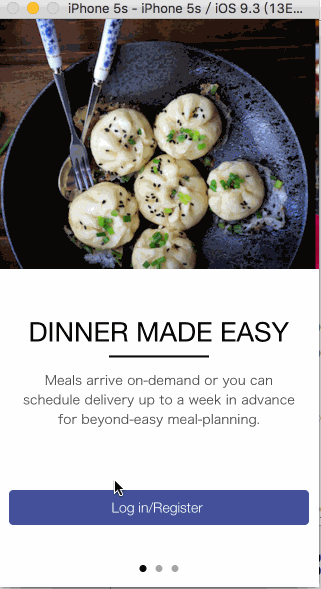 iPhone 5s - iPhone 5s / iOS 9.3 (13E...
DINNER MADE EASY
Meals arrive on-demand or you can
schedule delivery up to a week in advance
for beyond-easy meal-planning.
Log in/Register